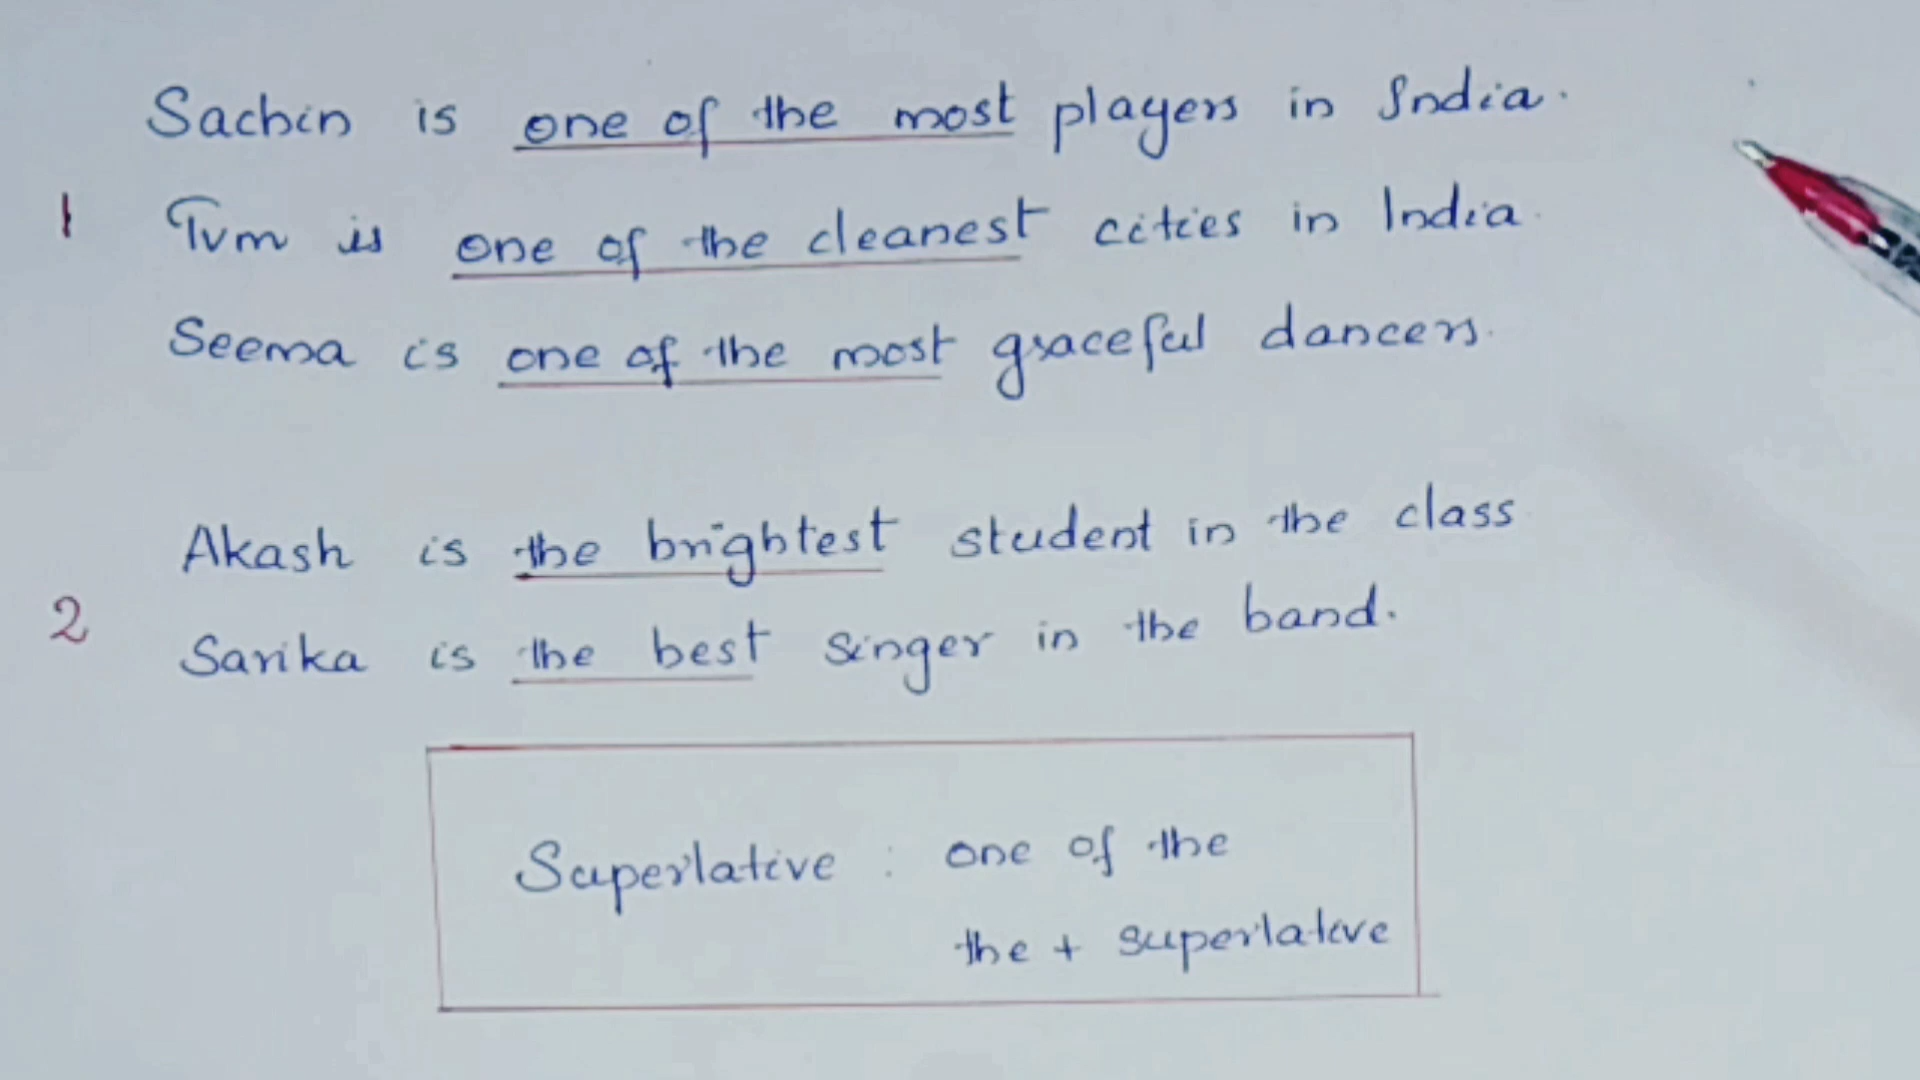 Sachin is one of the most players in India.
1 Tvm is one of the cleanest cities in India.
Seema is one of the most graceful dancers.
Akash is the brightest student in the class
2 Sarika is the best singer in the band.
Superlative : one of the
the + superlative